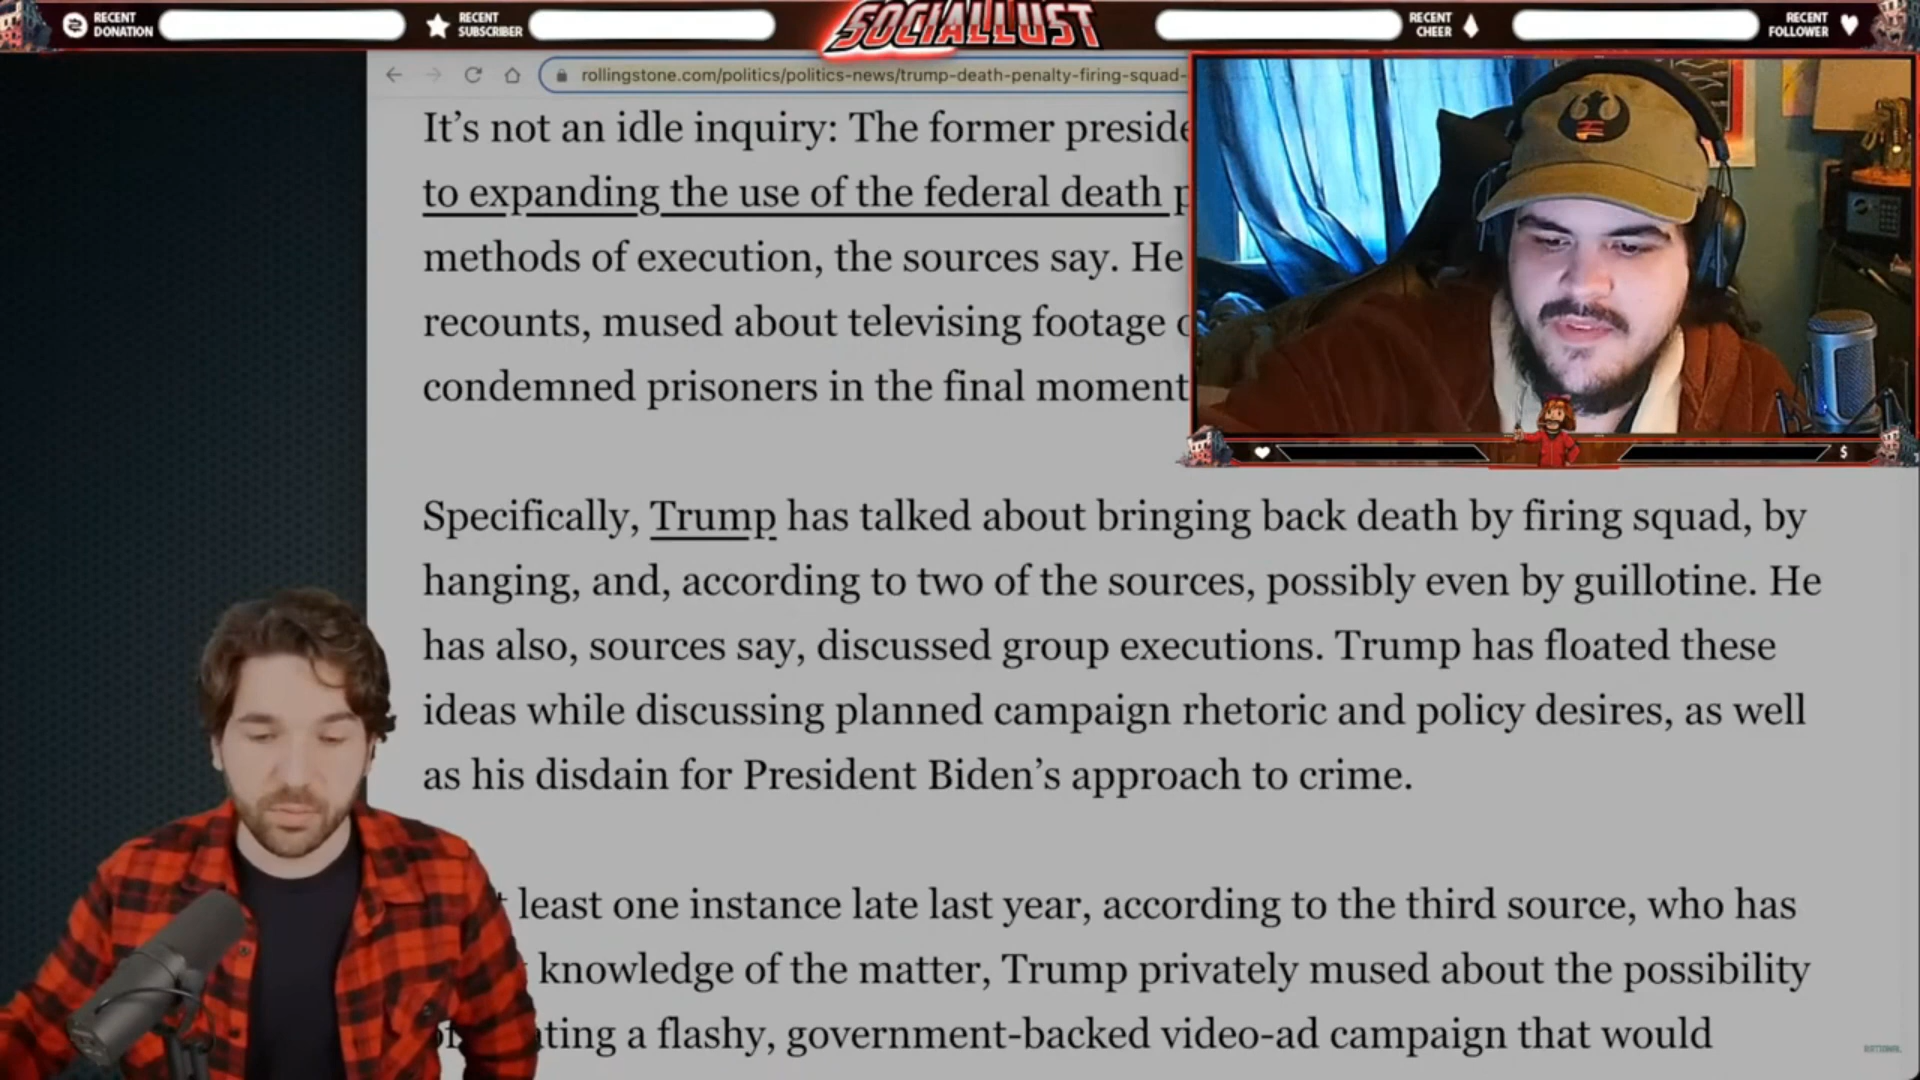 RECENT DONATION
RECENT SUBSCRIBER
SOCIALLUST
RECENT CHEER
RECENT FOLLOWER
rollingstone.com/politics/politics-news/trump-death-penalty-firing-squad-
It’s not an idle inquiry: The former preside
to expanding the use of the federal death p
methods of execution, the sources say. He
recounts, mused about televising footage o
condemned prisoners in the final moment
$
Specifically, Trump has talked about bringing back death by firing squad, by
hanging, and, according to two of the sources, possibly even by guillotine. He
has also, sources say, discussed group executions. Trump has floated these
ideas while discussing planned campaign rhetoric and policy desires, as well
as his disdain for President Biden’s approach to crime.
least one instance late last year, according to the third source, who has
knowledge of the matter, Trump privately mused about the possibility
a flashy, government-backed video-ad campaign that would
RATIONAL